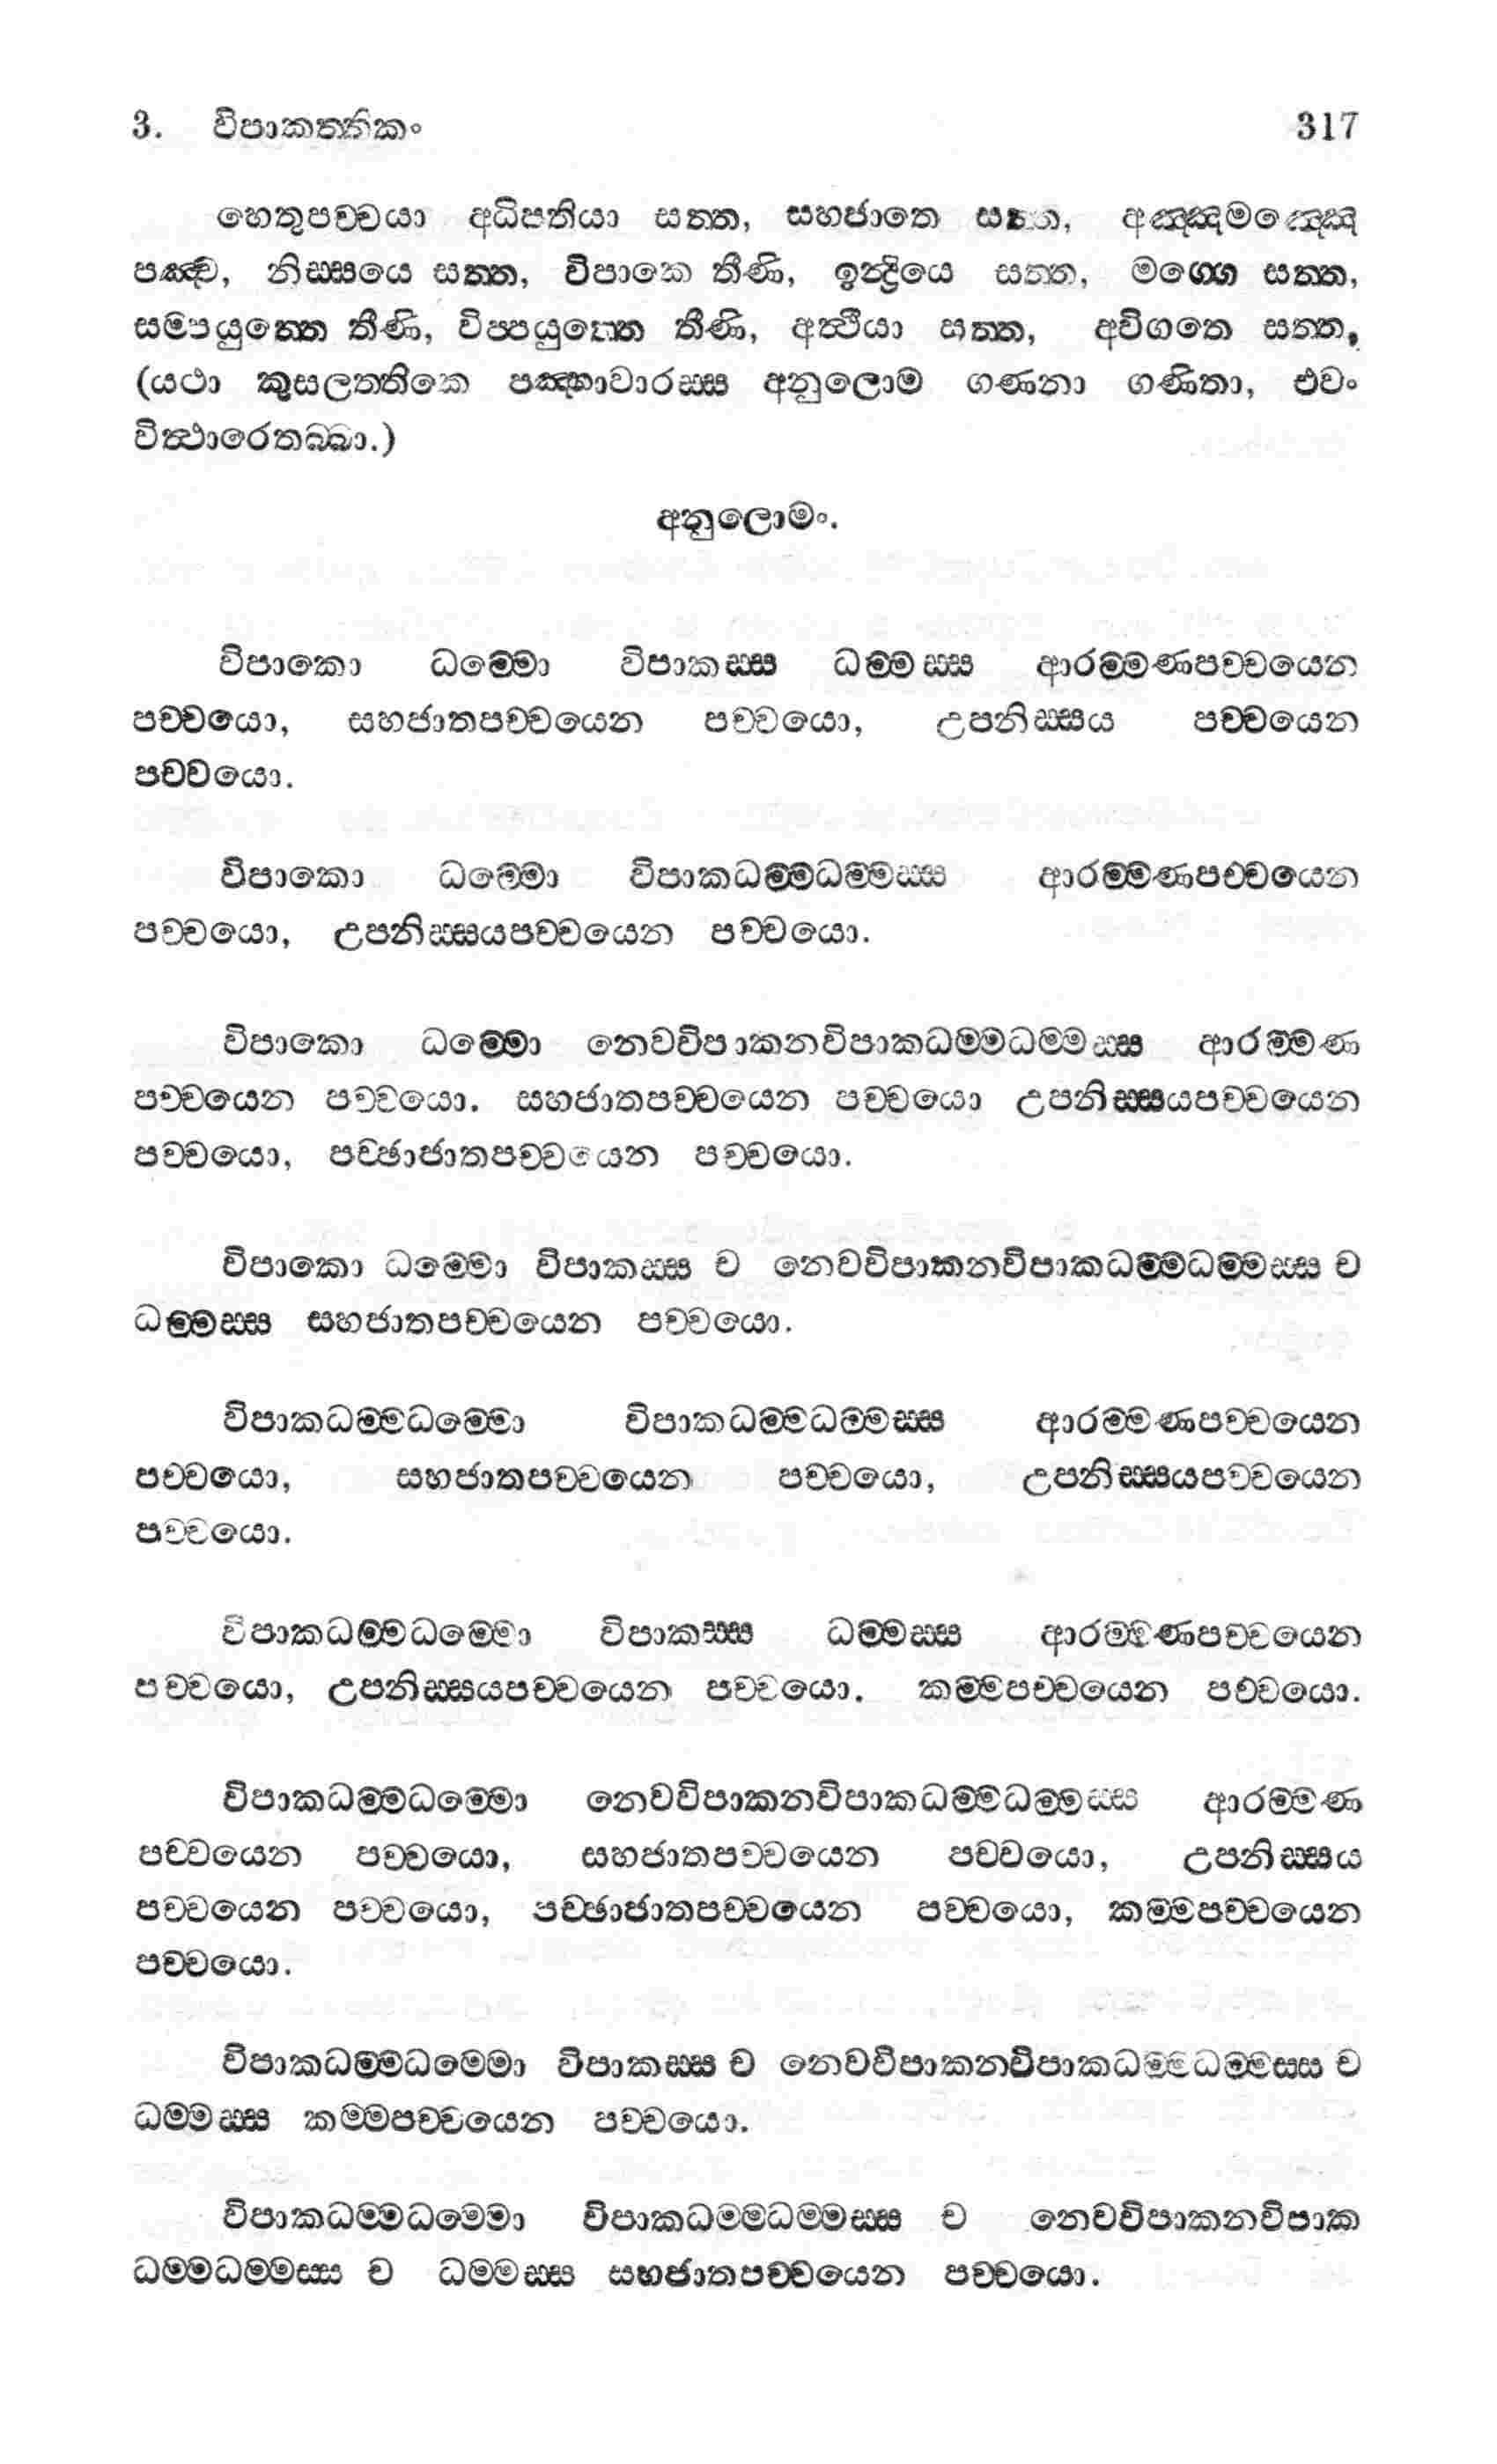 3. විපාකත්තිකං 317
හෙතුපච්චයා අධිපතියා සත්ත, සහජාතෙ සත්ත, අඤ්ඤමඤ්ඤෙ
පඤ්ච, නිස්සයෙ සත්ත, විපාකෙ තීණි, ඉන්ද්‍රියෙ සත්ත, මග්ගෙ සත්ත,
සම්පයුත්තෙ තීණි, විප්පයුත්තෙ තීණි, අත්ථියා සත්ත, අවිගතෙ සත්ත,
(යථා කුසලත්තිකෙ පඤ්හාවාරස්ස අනුලොම ගණනා ගණිතා, එවං
විත්ථාරෙතබ්බා.)
අනුලොමං.
විපාකො ධම්මො විපාකස්ස ධම්මස්ස ආරම්මණපච්චයෙන
පච්චයො, සහජාතපච්චයෙන පච්චයො, උපනිස්සය පච්චයෙන
පච්චයො.
විපාකො ධම්මො විපාකධම්මධම්මස්ස ආරම්මණපච්චයෙන
පච්චයො, උපනිස්සයපච්චයෙන පච්චයො.
විපාකො ධම්මො නෙවවිපාකනවිපාකධම්මධම්මස්ස ආරම්මණ
පච්චයෙන පච්චයො. සහජාතපච්චයෙන පච්චයො උපනිස්සයපච්චයෙන
පච්චයො, පච්ඡාජාතපච්චයෙන පච්චයො.
විපාකො ධම්මො විපාකස්ස ච නෙවවිපාකනවිපාකධම්මධම්මස්ස ච
ධම්මස්ස සහජාතපච්චයෙන පච්චයො.
විපාකධම්මධම්මො විපාකධම්මධම්මස්ස ආරම්මණපච්චයෙන
පච්චයො, සහජාතපච්චයෙන පච්චයො, උපනිස්සයපච්චයෙන
පච්චයො.
විපාකධම්මධම්මො විපාකස්ස ධම්මස්ස ආරම්මණපච්චයෙන
පච්චයො, උපනිස්සයපච්චයෙන පච්චයො. කම්මපච්චයෙන පච්චයො.
විපාකධම්මධම්මො නෙවවිපාකනවිපාකධම්මධම්මස්ස ආරම්මණ
පච්චයෙන පච්චයො, සහජාතපච්චයෙන පච්චයො, උපනිස්සය
පච්චයෙන පච්චයො, පච්ඡාජාතපච්චයෙන පච්චයො, කම්මපච්චයෙන
පච්චයො.
විපාකධම්මධම්මො විපාකස්ස ච නෙවවිපාකනවිපාකධම්මධම්මස්ස ච
ධම්මස්ස කම්මපච්චයෙන පච්චයො.
විපාකධම්මධම්මො විපාකධම්මධම්මස්ස ච නෙවවිපාකනවිපාක
ධම්මධම්මස්ස ච ධම්මස්ස සහජාතපච්චයෙන පච්චයො.